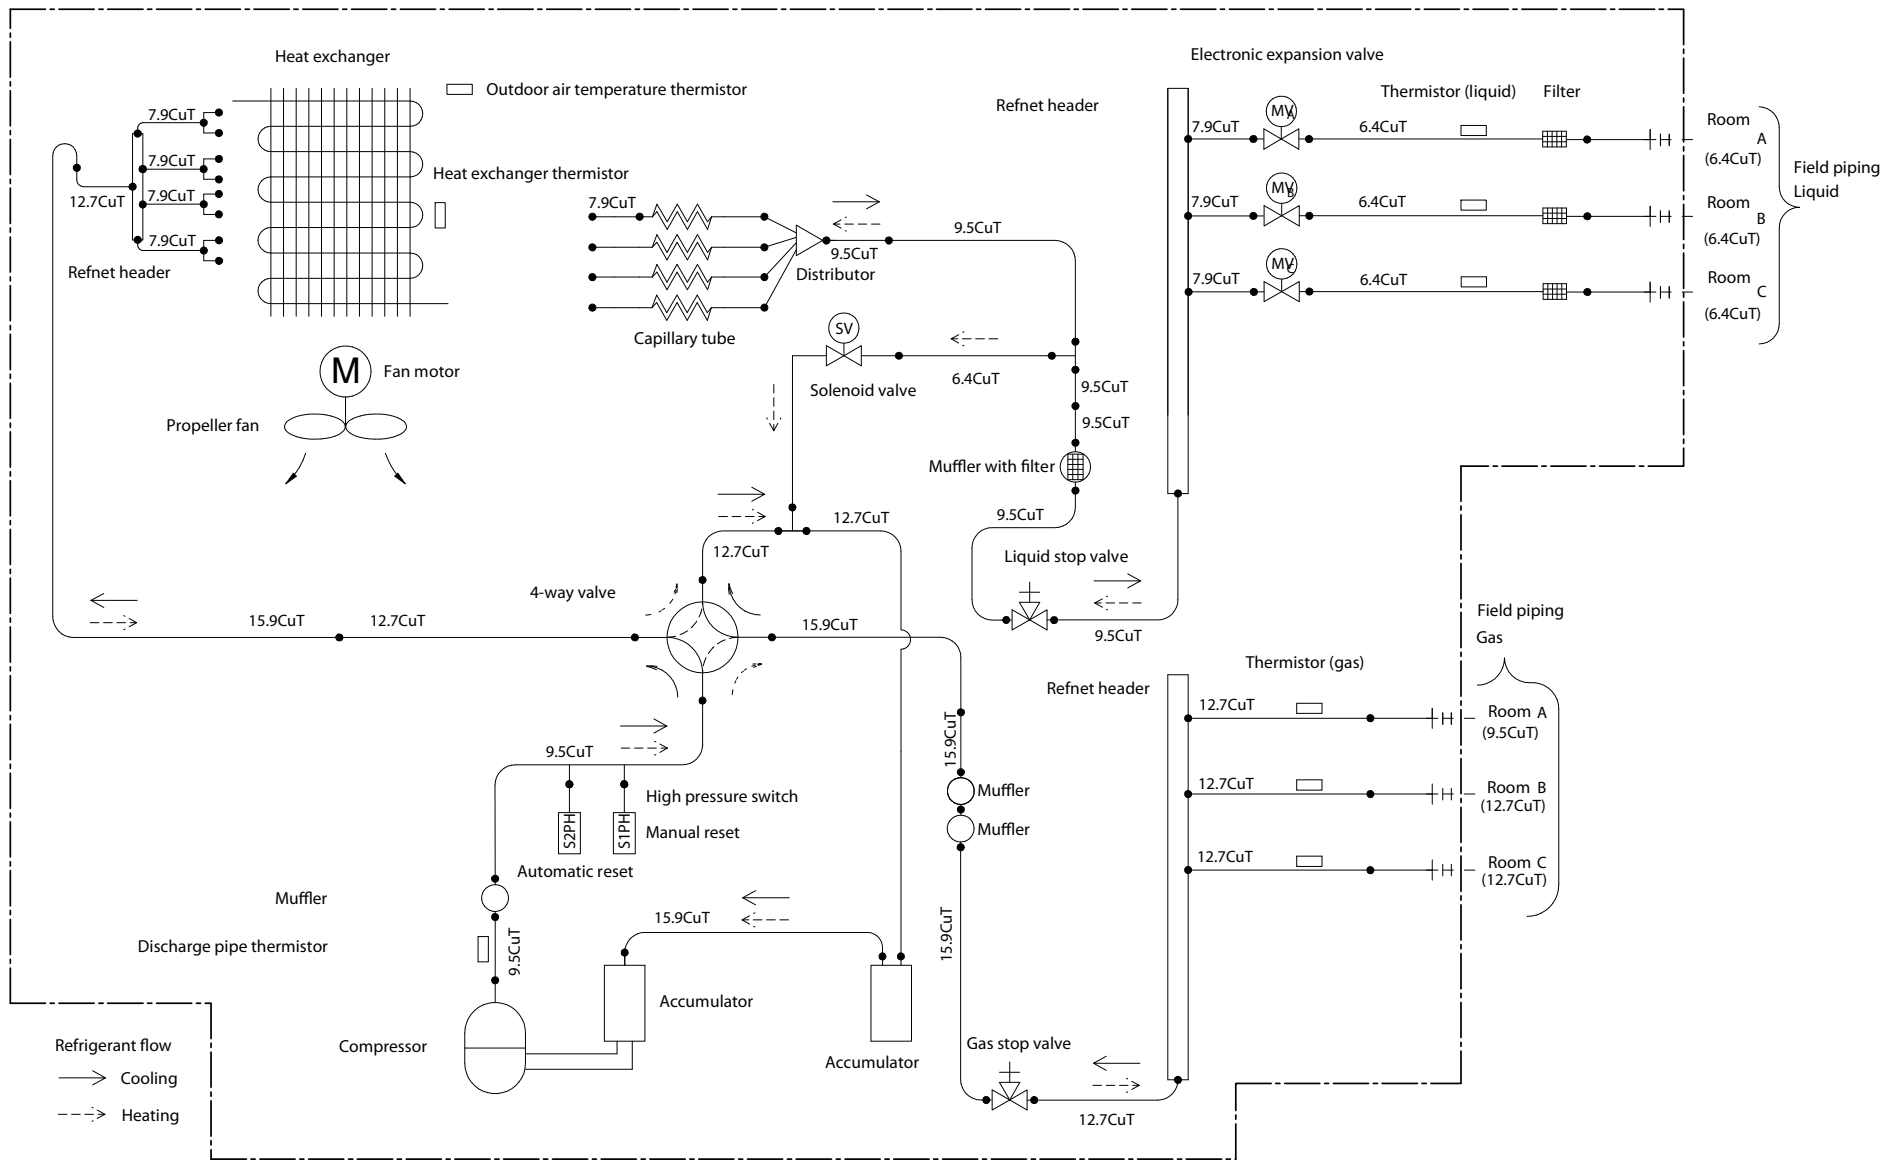 Heat exchanger
Outdoor air temperature thermistor
7.9CuT
7.9CuT
7.9CuT
7.9CuT
12.7CuT
Refnet header
Heat exchanger thermistor
M
Fan motor
Propeller fan
7.9CuT
Capillary tube
Distributor
9.5CuT
9.5CuT
SV
Solenoid valve
6.4CuT
9.5CuT
9.5CuT
Muffler with filter
9.5CuT
Liquid stop valve
9.5CuT
Refnet header
Electronic expansion valve
Thermistor (liquid)
Filter
7.9CuT
MV
A
6.4CuT
Room
A
(6.4CuT)
7.9CuT
MV
B
6.4CuT
Room
B
(6.4CuT)
7.9CuT
MV
C
6.4CuT
Room
C
(6.4CuT)
Field piping
Liquid
12.7CuT
12.7CuT
4-way valve
15.9CuT
12.7CuT
15.9CuT
9.5CuT
High pressure switch
S2PH
S1PH
Manual reset
Automatic reset
Muffler
Discharge pipe thermistor
9.5CuT
Compressor
15.9CuT
Accumulator
Accumulator
15.9CuT
Muffler
Muffler
15.9CuT
Gas stop valve
12.7CuT
Refnet header
Thermistor (gas)
Field piping
Gas
12.7CuT
Room A
(9.5CuT)
12.7CuT
Room B
(12.7CuT)
12.7CuT
Room C
(12.7CuT)
Refrigerant flow
Cooling
Heating